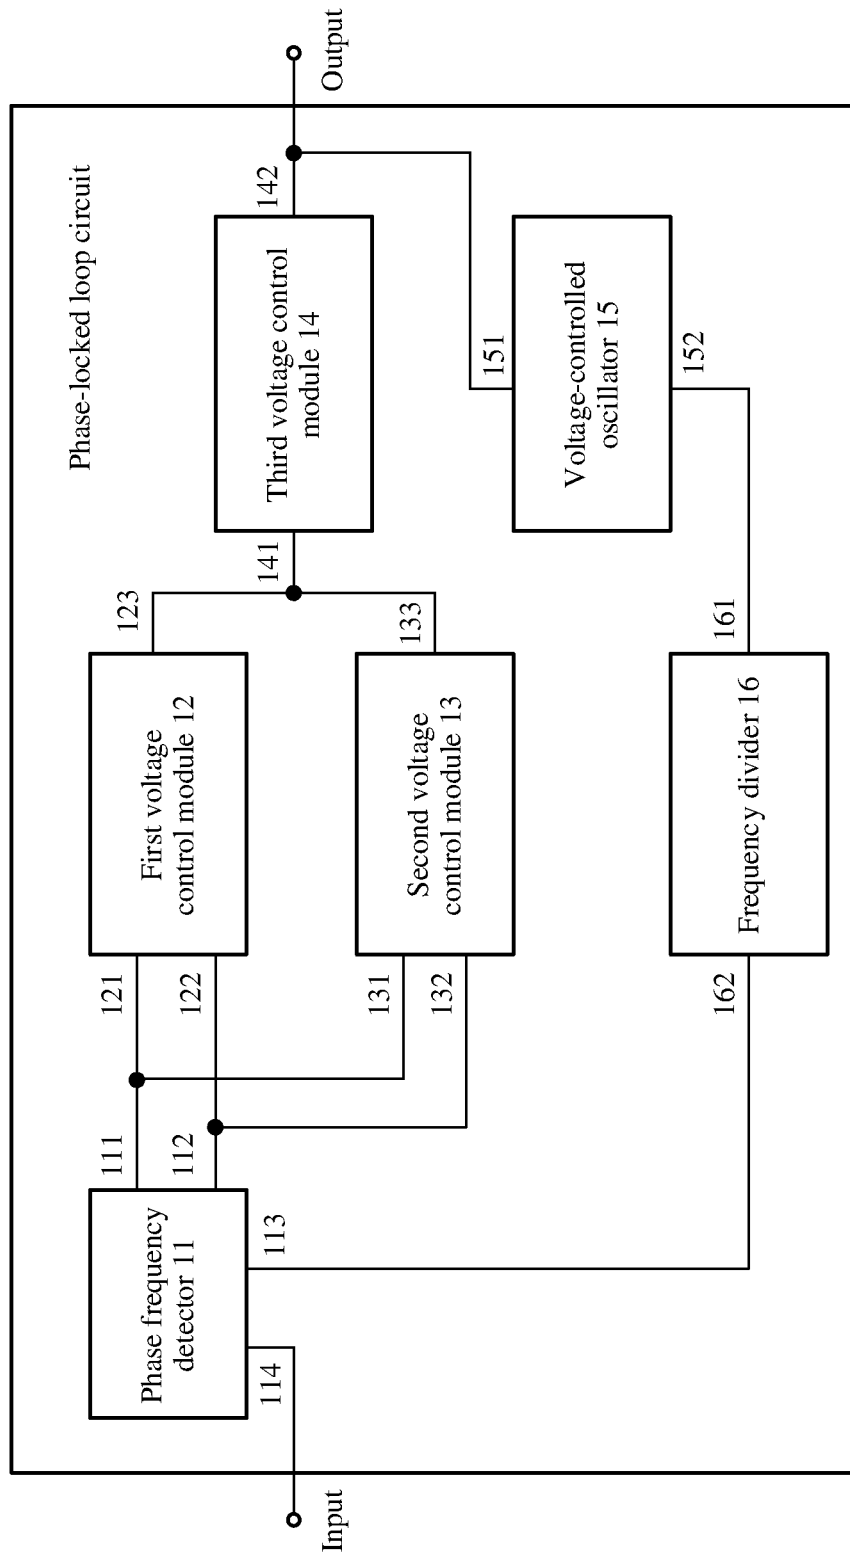 Phase-locked loop circuit
Phase frequency
detector 11
111
112
113
114
Input
121
122
First voltage
control module 12
123
131
132
Second voltage
control module 13
133
141
Third voltage control
module 14
142
Output
151
Voltage-controlled
oscillator 15
152
161
Frequency divider 16
162